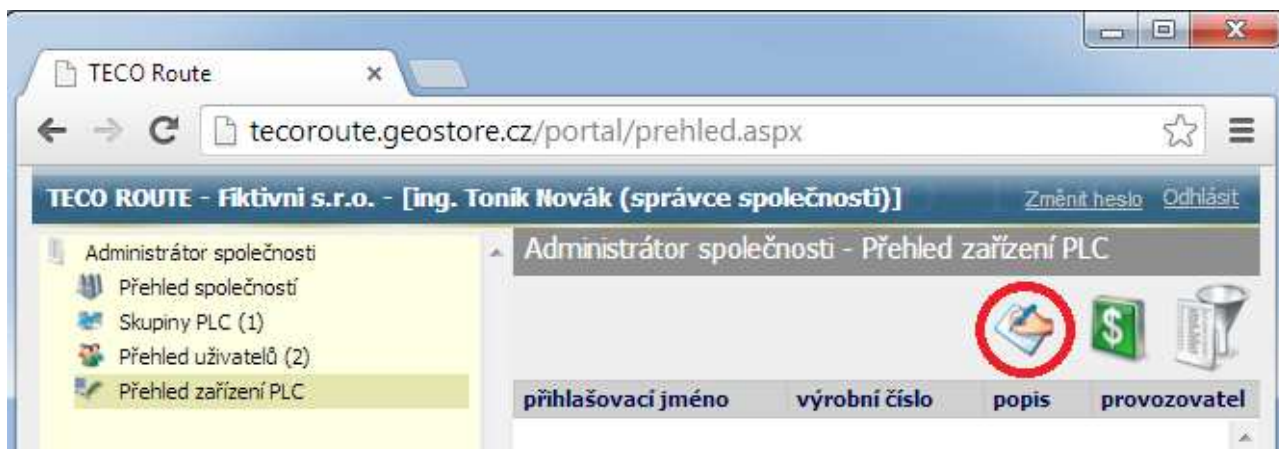 TECO Route
tecoroute.geostore.cz/portal/prehled.aspx
TECO ROUTE - Fiktivni s.r.o. - [ing. Toník Novák (správce společnosti)] Změnit heslo Odhlásit
Administrátor společnosti
Přehled společností
Skupiny PLC (1)
Přehled uživatelů (2)
Přehled zařízení PLC
Administrátor společnosti - Přehled zařízení PLC
přihlašovací jméno výrobní číslo popis provozovatel